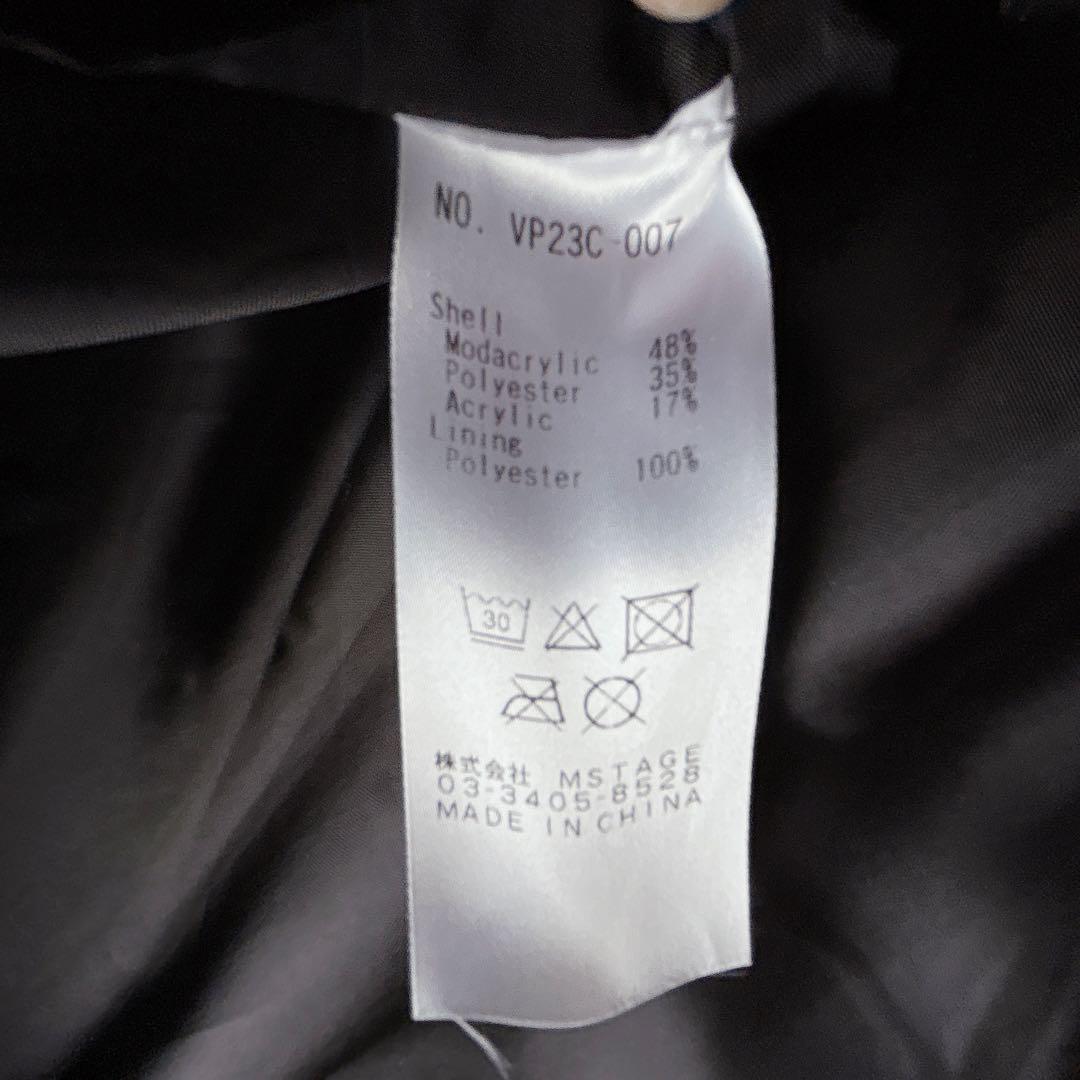 NO. VP23C-007
Shell
Modacrylic 48%
Polyester 35%
Acrylic 17%
Lining
Polyester 100%
30
株式会社 MSTAGE
03-3405-8528
MADE IN CHINA